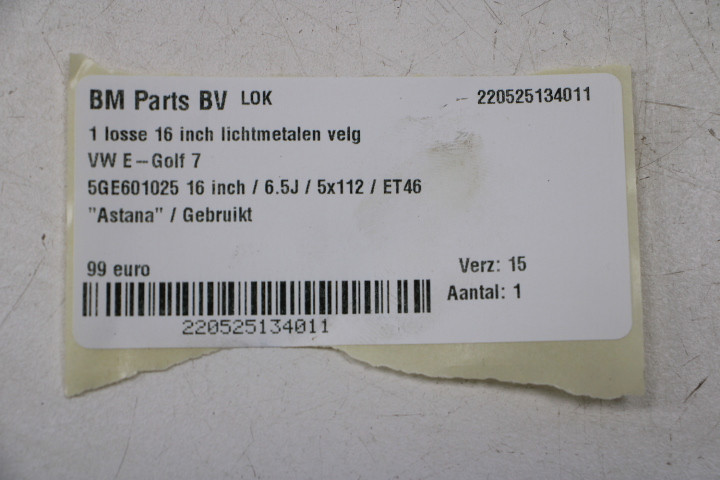 BM Parts BV LOK 220525134011
1 losse 16 inch lichtmetalen velg
VW E-Golf 7
5GE601025 16 inch / 6.5J / 5x112 / ET46
"Astana" / Gebruikt
99 euro Verz: 15
Aantal: 1
220525134011